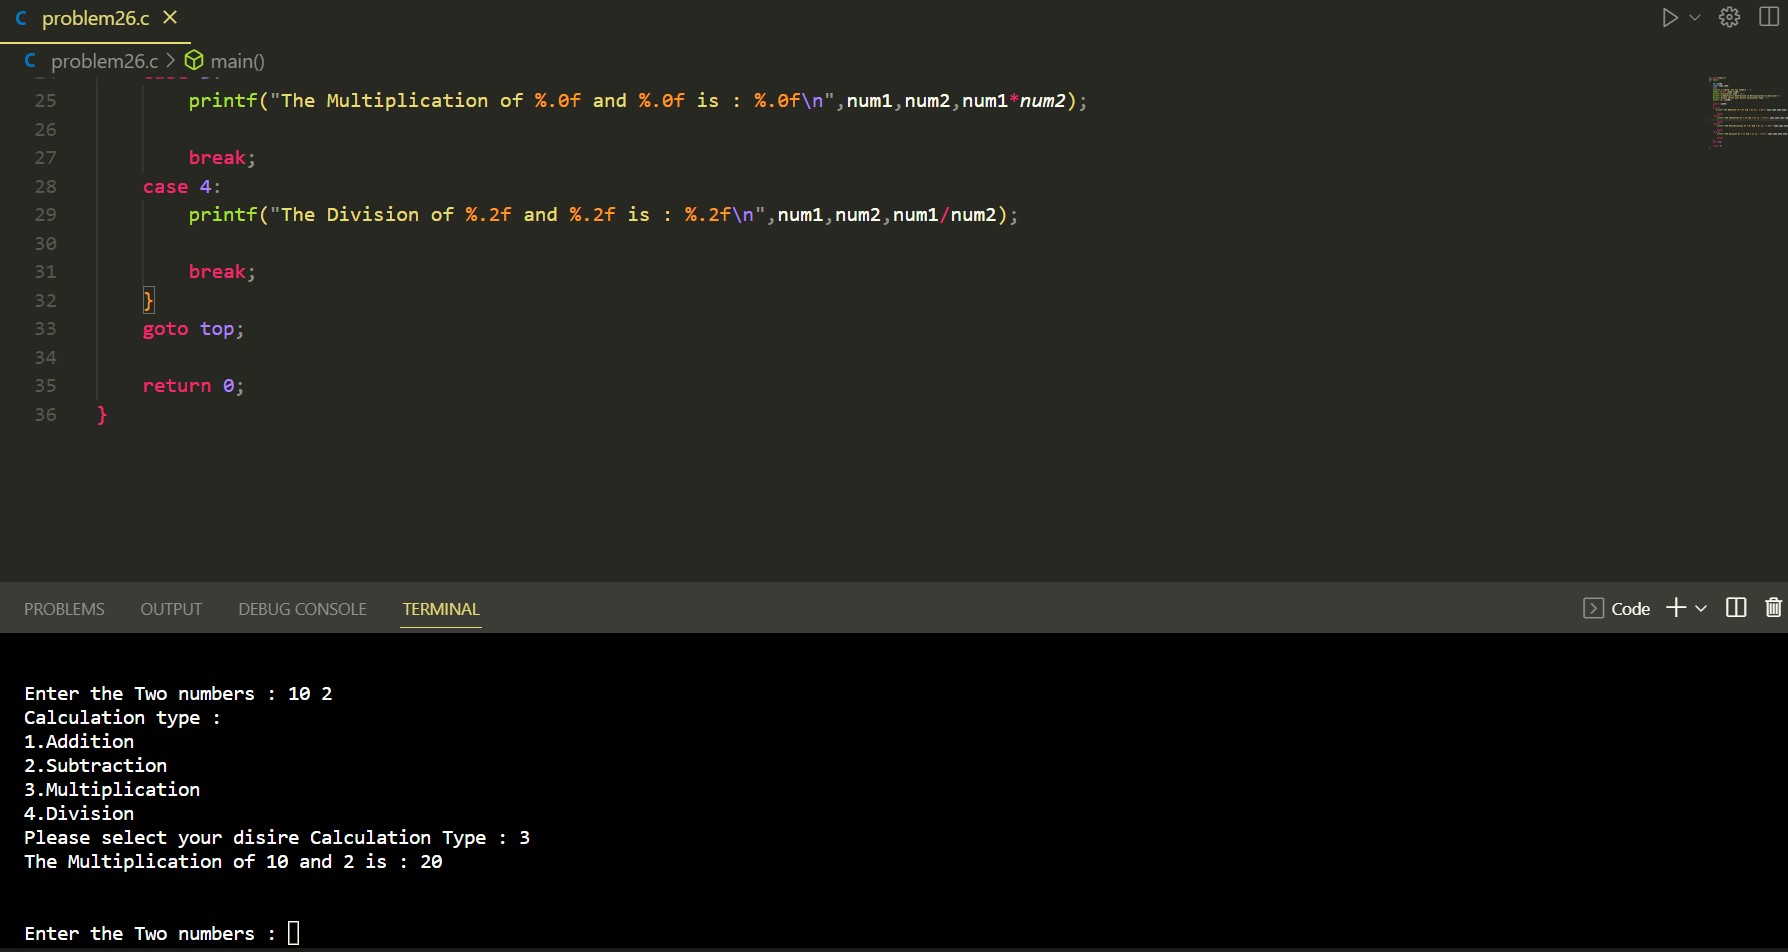 C problem26.c ×
C problem26.c > main()
25 printf("The Multiplication of %.0f and %.0f is : %.0f\n",num1,num2,num1*num2);
26
27 break;
28 case 4:
29 printf("The Division of %.2f and %.2f is : %.2f\n",num1,num2,num1/num2);
30
31 break;
32 }
33 goto top;
34
35 return 0;
36 }
PROBLEMS OUTPUT DEBUG CONSOLE TERMINAL Code
Enter the Two numbers : 10 2
Calculation type :
1.Addition
2.Subtraction
3.Multiplication
4.Division
Please select your disire Calculation Type : 3
The Multiplication of 10 and 2 is : 20
Enter the Two numbers :